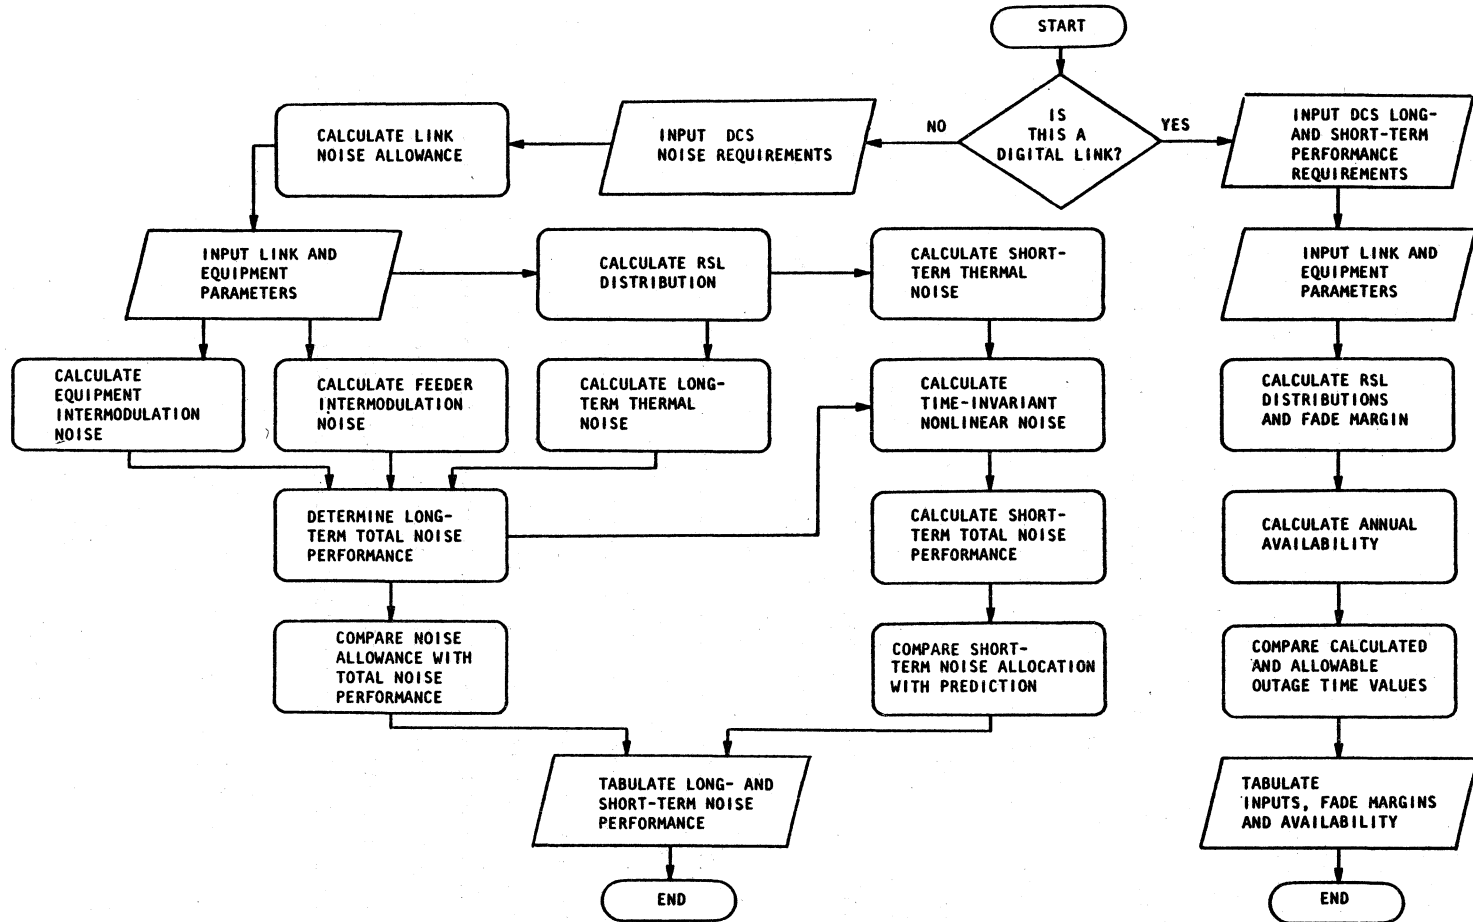 START
IS
THIS A
DIGITAL LINK?
NO
YES
INPUT DCS
NOISE REQUIREMENTS
CALCULATE LINK
NOISE ALLOWANCE
INPUT DCS LONG-
AND SHORT-TERM
PERFORMANCE
REQUIREMENTS
INPUT LINK AND
EQUIPMENT
PARAMETERS
CALCULATE RSL
DISTRIBUTION
CALCULATE SHORT-
TERM THERMAL
NOISE
INPUT LINK AND
EQUIPMENT
PARAMETERS
CALCULATE
EQUIPMENT
INTERMODULATION
NOISE
CALCULATE FEEDER
INTERMODULATION
NOISE
CALCULATE LONG-
TERM THERMAL
NOISE
CALCULATE
TIME-INVARIANT
NONLINEAR NOISE
CALCULATE RSL
DISTRIBUTIONS
AND FADE MARGIN
DETERMINE LONG-
TERM TOTAL NOISE
PERFORMANCE
CALCULATE SHORT-
TERM TOTAL NOISE
PERFORMANCE
CALCULATE ANNUAL
AVAILABILITY
COMPARE NOISE
ALLOWANCE WITH
TOTAL NOISE
PERFORMANCE
COMPARE SHORT-
TERM NOISE ALLOCATION
WITH PREDICTION
COMPARE CALCULATED
AND ALLOWABLE
OUTAGE TIME VALUES
TABULATE LONG- AND
SHORT-TERM NOISE
PERFORMANCE
TABULATE
INPUTS, FADE MARGINS
AND AVAILABILITY
END
END